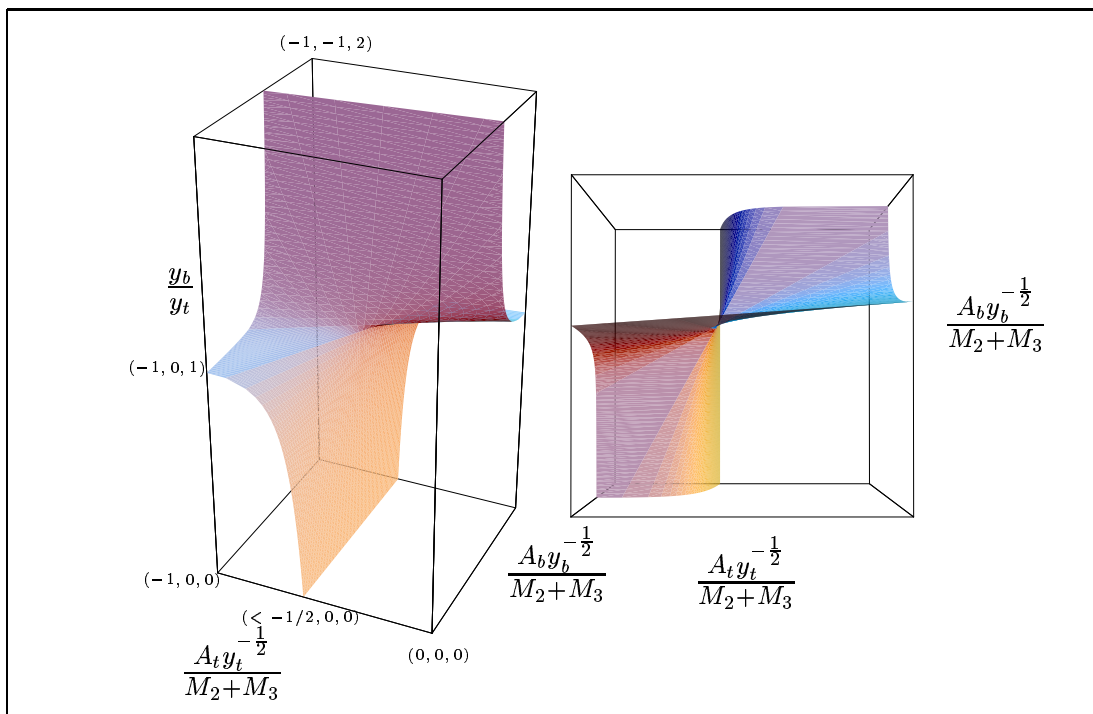 (−1, −1, 2)
y_b
y_t
(−1, 0, 1)
A_b y_b^{−1/2}
M_2+M_3
(−1, 0, 0)
A_b y_b^{−1/2}
M_2+M_3
A_t y_t^{−1/2}
M_2+M_3
(< −1/2, 0, 0)
(0, 0, 0)
A_t y_t^{−1/2}
M_2+M_3